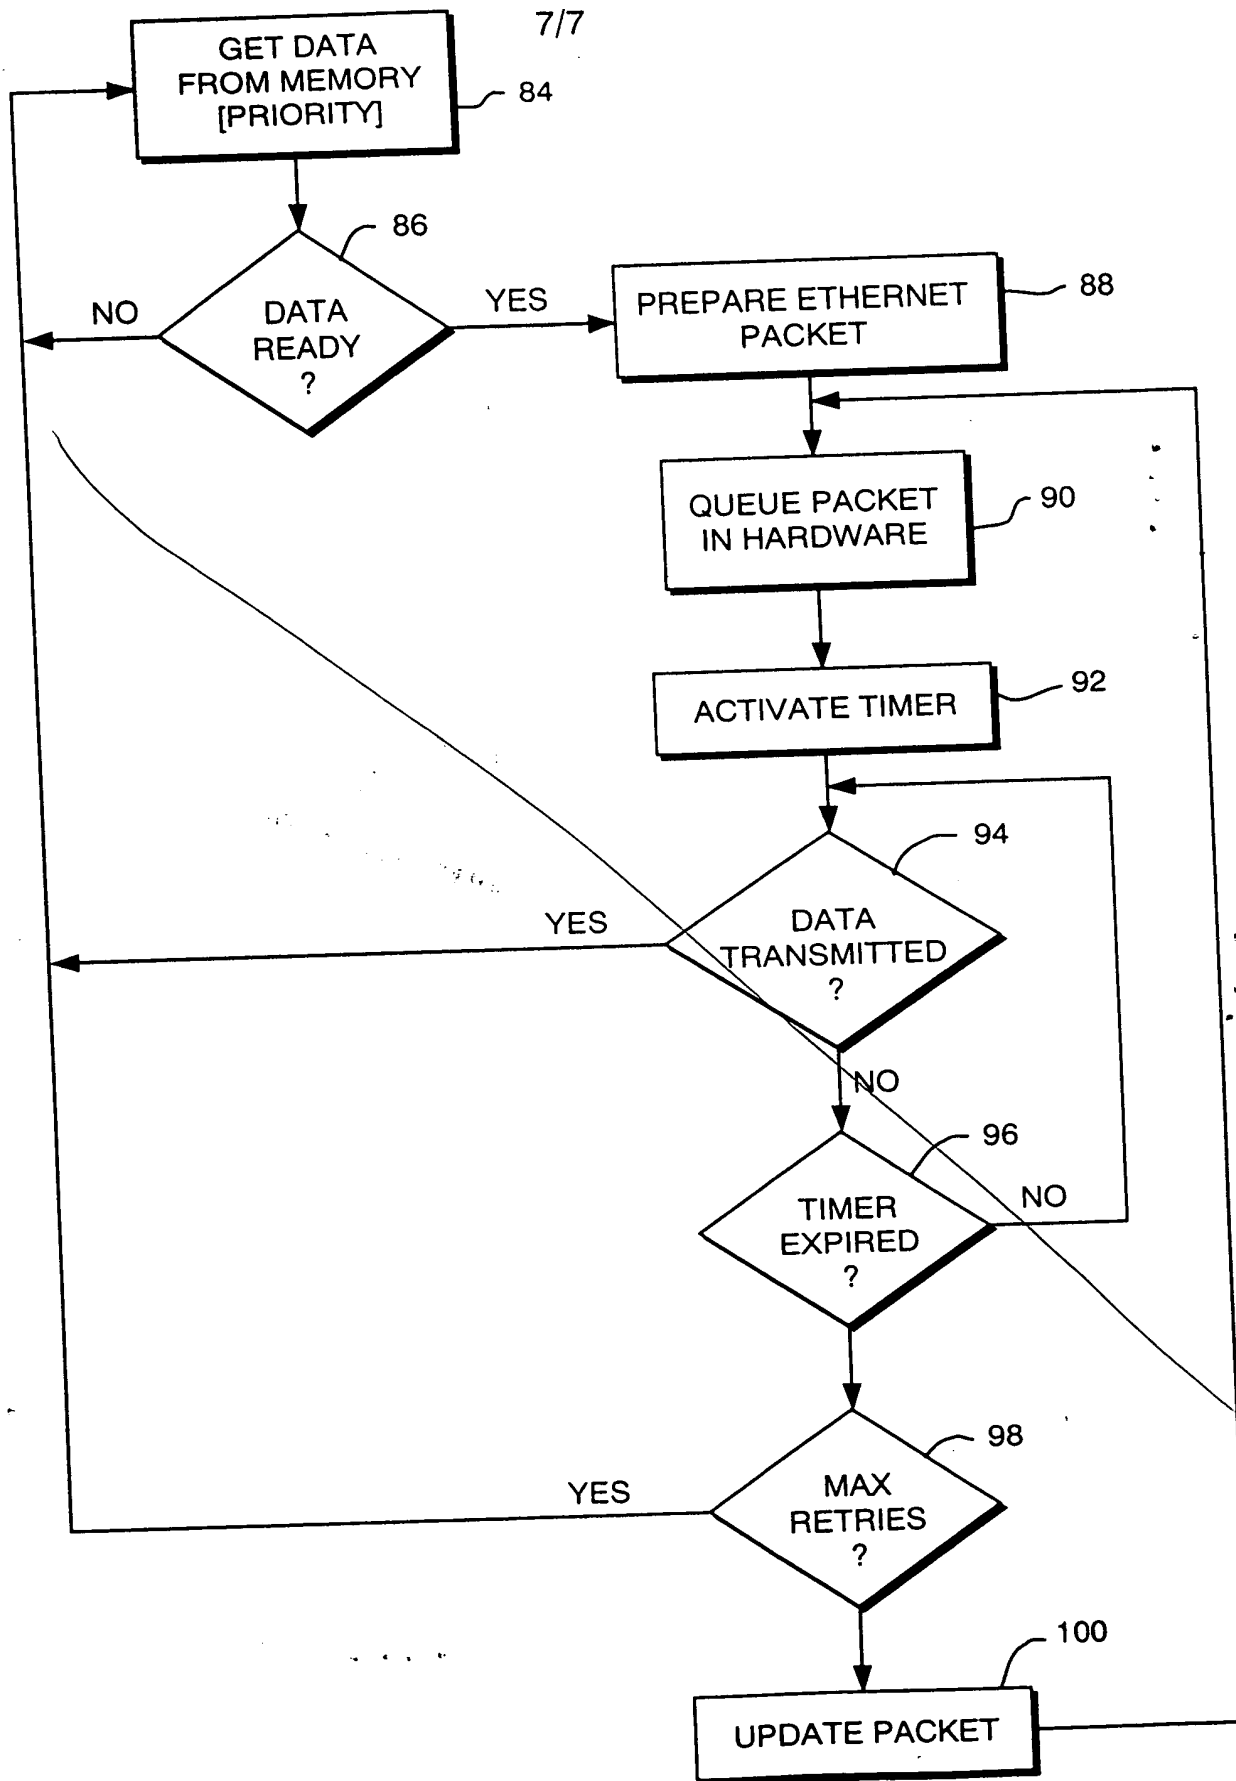 7/7
GET DATA
FROM MEMORY
[PRIORITY]
84
86
DATA
READY
?
NO
YES
PREPARE ETHERNET
PACKET
88
QUEUE PACKET
IN HARDWARE
90
ACTIVATE TIMER
92
94
DATA
TRANSMITTED
?
YES
NO
96
TIMER
EXPIRED
?
NO
98
MAX
RETRIES
?
YES
100
UPDATE PACKET